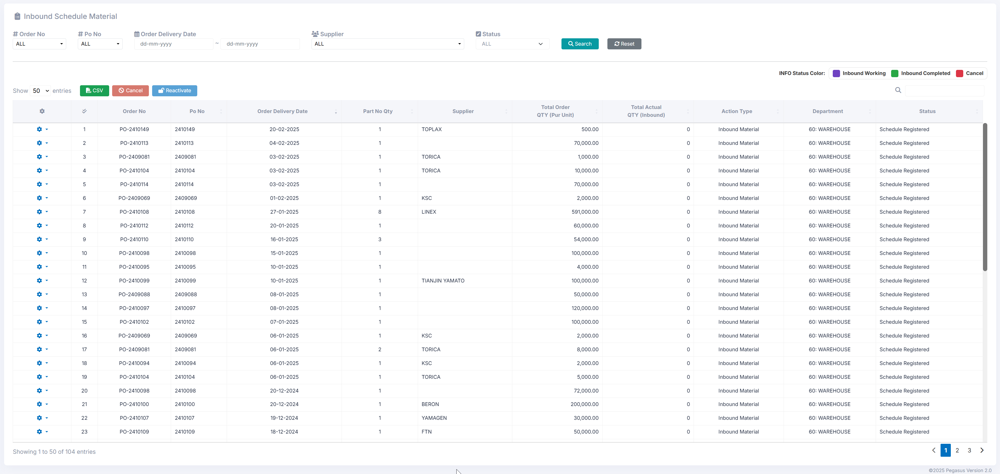 Inbound Schedule Material
Order No Po No Order Delivery Date Supplier Status
ALL ALL dd-mm-yyyy ~ dd-mm-yyyy ALL ALL Search Reset
INFO Status Color: Inbound Working Inbound Completed Cancel
Show 50 entries CSV Cancel Reactivate
Order No Po No Order Delivery Date Part No Qty Supplier Total Order QTY (Pur Unit) Total Actual QTY (Inbound) Action Type Department Status
1 PO-2410149 2410149 20-02-2025 1 TOPLAX 500.00 0 Inbound Material 60: WAREHOUSE Schedule Registered
2 PO-2410113 2410113 04-02-2025 1 70,000.00 0 Inbound Material 60: WAREHOUSE Schedule Registered
3 PO-2409081 2409081 03-02-2025 1 TORICA 1,000.00 0 Inbound Material 60: WAREHOUSE Schedule Registered
4 PO-2410104 2410104 03-02-2025 1 TORICA 10,000.00 0 Inbound Material 60: WAREHOUSE Schedule Registered
5 PO-2410114 2410114 03-02-2025 1 70,000.00 0 Inbound Material 60: WAREHOUSE Schedule Registered
6 PO-2409069 2409069 01-02-2025 1 KSC 2,000.00 0 Inbound Material 60: WAREHOUSE Schedule Registered
7 PO-2410108 2410108 27-01-2025 8 LINEX 591,000.00 0 Inbound Material 60: WAREHOUSE Schedule Registered
8 PO-2410112 2410112 20-01-2025 1 60,000.00 0 Inbound Material 60: WAREHOUSE Schedule Registered
9 PO-2410110 2410110 16-01-2025 3 54,000.00 0 Inbound Material 60: WAREHOUSE Schedule Registered
10 PO-2410098 2410098 15-01-2025 1 100,000.00 0 Inbound Material 60: WAREHOUSE Schedule Registered
11 PO-2410095 2410095 10-01-2025 1 4,000.00 0 Inbound Material 60: WAREHOUSE Schedule Registered
12 PO-2410099 2410099 10-01-2025 1 TIANJIN YAMATO 100,000.00 0 Inbound Material 60: WAREHOUSE Schedule Registered
13 PO-2409088 2409088 08-01-2025 1 50,000.00 0 Inbound Material 60: WAREHOUSE Schedule Registered
14 PO-2410097 2410097 08-01-2025 1 120,000.00 0 Inbound Material 60: WAREHOUSE Schedule Registered
15 PO-2410102 2410102 07-01-2025 1 100,000.00 0 Inbound Material 60: WAREHOUSE Schedule Registered
16 PO-2409069 2409069 06-01-2025 1 KSC 2,000.00 0 Inbound Material 60: WAREHOUSE Schedule Registered
17 PO-2409081 2409081 06-01-2025 2 TORICA 8,000.00 0 Inbound Material 60: WAREHOUSE Schedule Registered
18 PO-2410094 2410094 06-01-2025 1 KSC 2,000.00 0 Inbound Material 60: WAREHOUSE Schedule Registered
19 PO-2410104 2410104 06-01-2025 1 TORICA 5,000.00 0 Inbound Material 60: WAREHOUSE Schedule Registered
20 PO-2410098 2410098 20-12-2024 1 72,000.00 0 Inbound Material 60: WAREHOUSE Schedule Registered
21 PO-2410100 2410100 20-12-2024 1 BERON 200,000.00 0 Inbound Material 60: WAREHOUSE Schedule Registered
22 PO-2410107 2410107 19-12-2024 1 YAMAGEN 30,000.00 0 Inbound Material 60: WAREHOUSE Schedule Registered
23 PO-2410109 2410109 18-12-2024 1 FTN 50,000.00 0 Inbound Material 60: WAREHOUSE Schedule Registered
Showing 1 to 50 of 104 entries 1 2 3
©2025 Pegasus Version 2.0